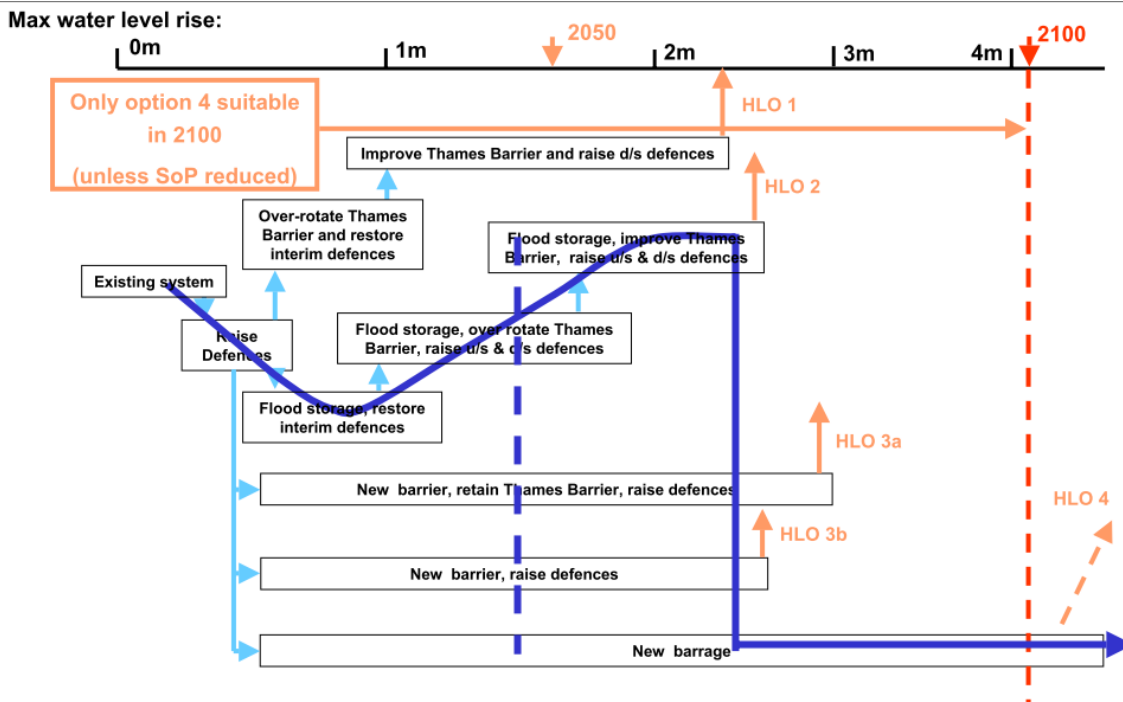 Max water level rise:
0m
1m
2050
2m
3m
4m
2100
Only option 4 suitable
in 2100
(unless SoP reduced)
HLO 1
Improve Thames Barrier and raise d/s defences
HLO 2
Over-rotate Thames
Barrier and restore
interim defences
Flood storage, improve Thames
Barrier, raise u/s & d/s defences
Existing system
Raise
Defences
Flood storage, over rotate Thames
Barrier, raise u/s & d/s defences
Flood storage, restore
interim defences
HLO 3a
New barrier, retain Thames Barrier, raise defences
HLO 4
HLO 3b
New barrier, raise defences
New barrage